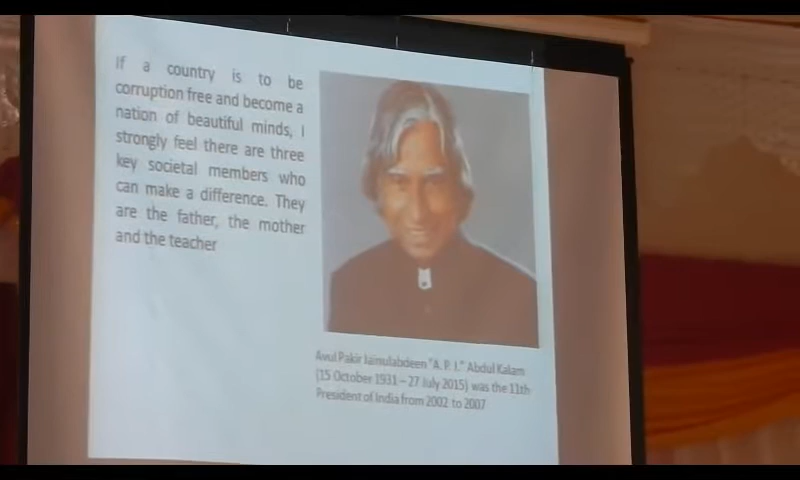 If a country is to be
corruption free and become a
nation of beautiful minds, I
strongly feel there are three
key societal members who
can make a difference. They
are the father, the mother
and the teacher
Avul Pakir Jainulabdeen "A. P. J." Abdul Kalam
(15 October 1931 – 27 July 2015) was the 11th
President of India from 2002 to 2007